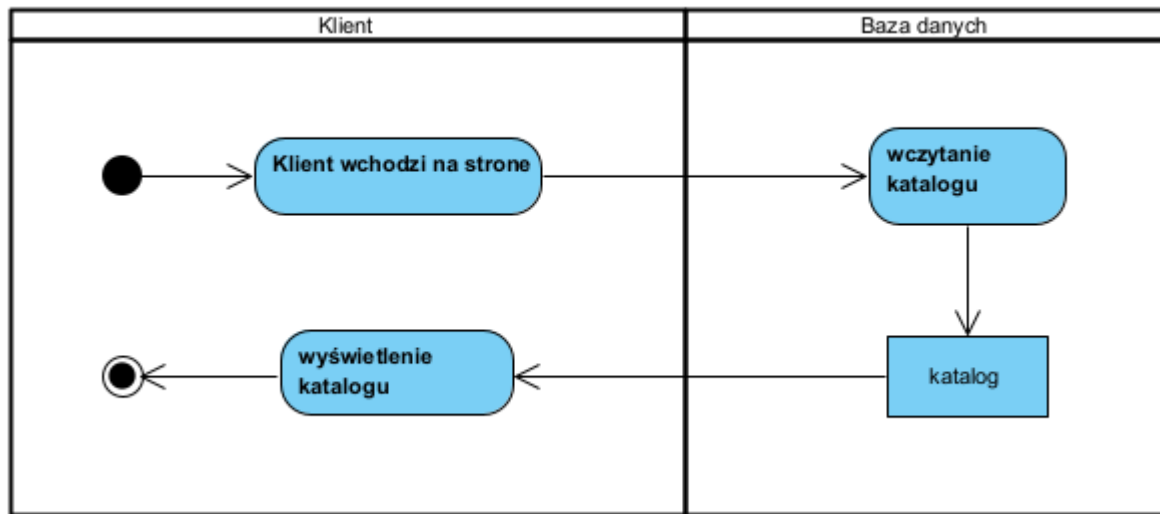 Klient
Baza danych
Klient wchodzi na strone
wczytanie
katalogu
wyświetlenie
katalogu
katalog